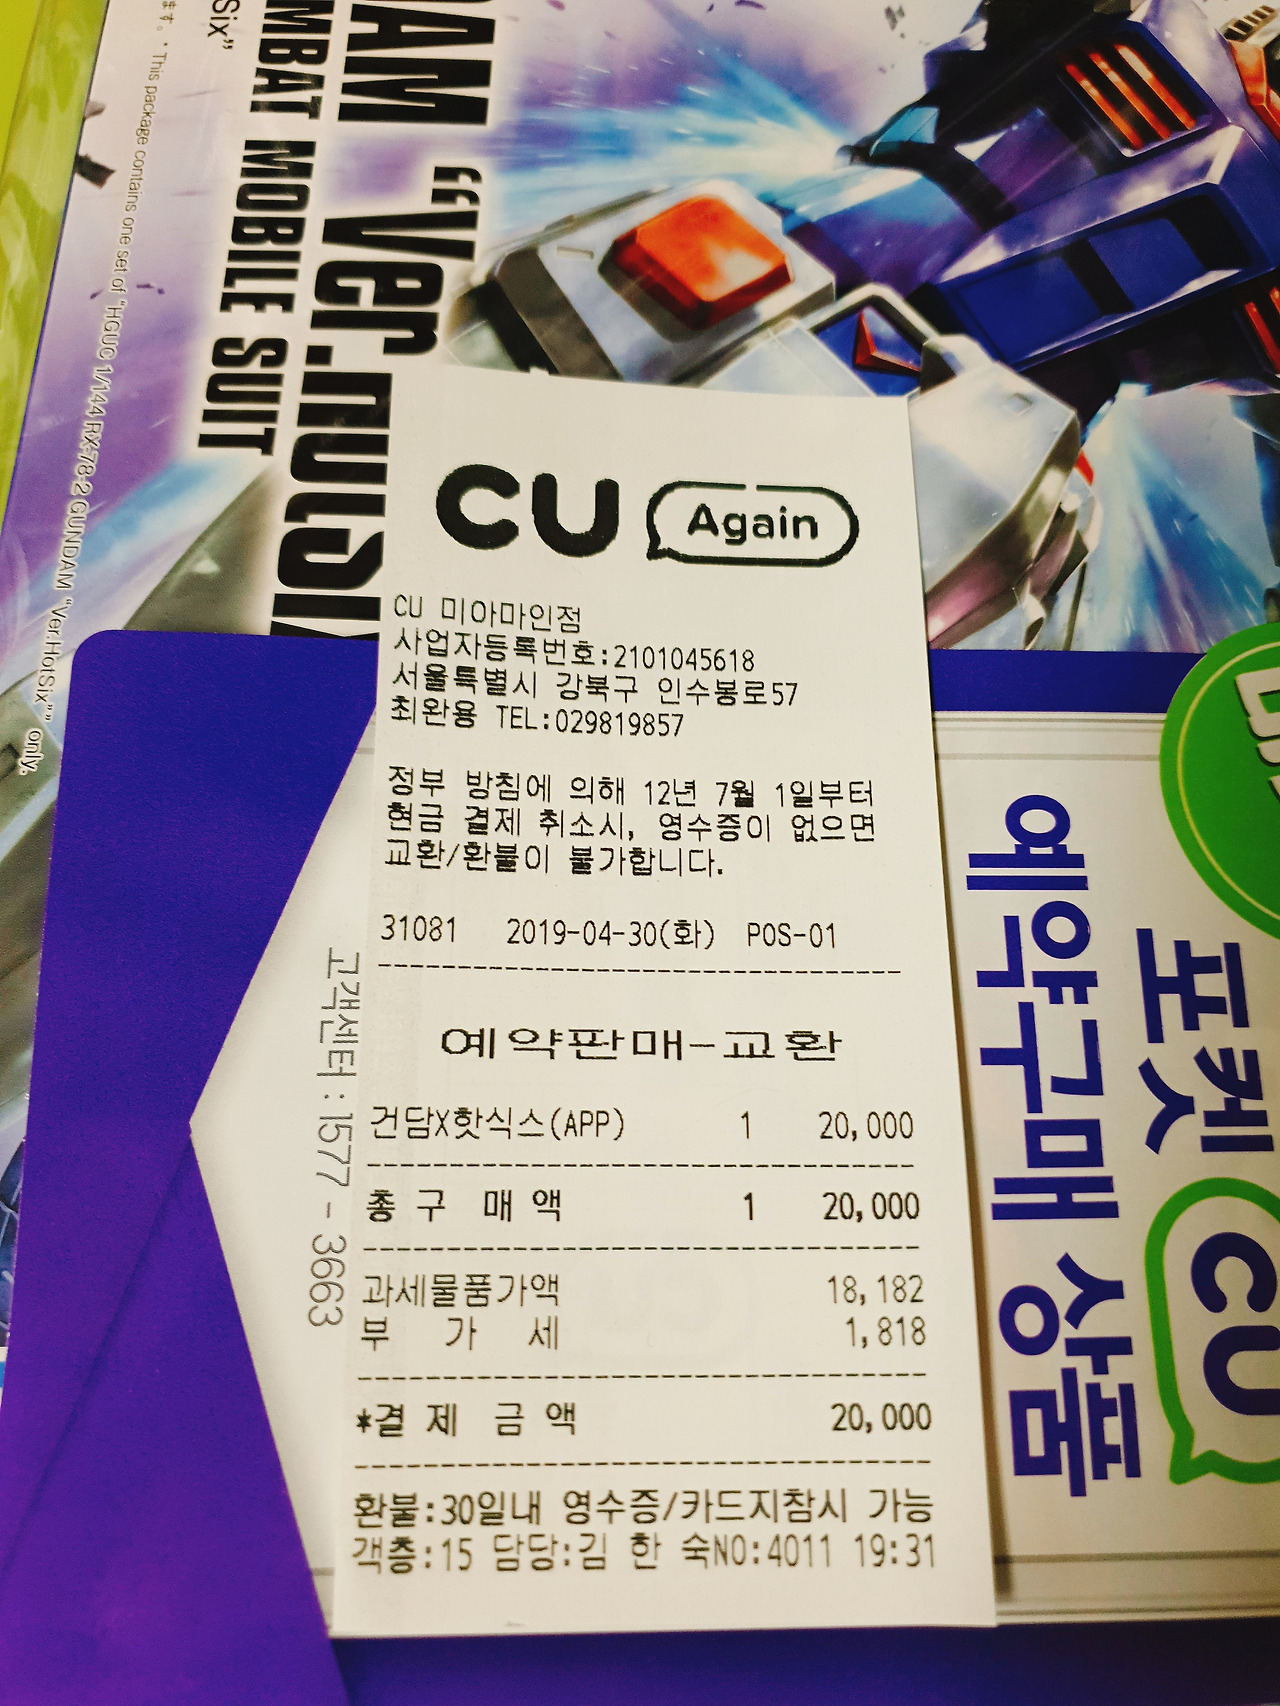 DAM "Ver.HotSix
MBAT MOBILE SUIT
Six"
ます。 * This package contains one set of "HGUC 1/144 RX-78-2 GUNDAM "Ver.HotSix"" only.
CU Again
CU 미아마인점
사업자등록번호:2101045618
서울특별시 강북구 인수봉로57
최완용 TEL:029819857
정부 방침에 의해 12년 7월 1일부터
현금 결제 취소시, 영수증이 없으면
교환/환불이 불가합니다.
31081 2019-04-30(화) POS-01
예약판매-교환
건담X핫식스(APP) 1 20,000
총 구 매 액 1 20,000
과세물품가액 18,182
부 가 세 1,818
*결 제 금 액 20,000
환불:30일내 영수증/카드지참시 가능
객층:15 담당:김 한 숙NO:4011 19:31
고객센터 : 1577 - 3663
포켓 CU
예약구매 상품